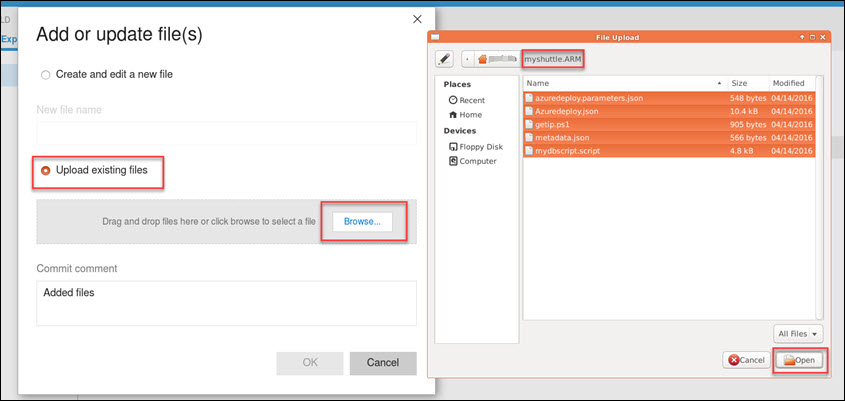 LD
Exp
Add or update file(s)
Create and edit a new file
New file name
Upload existing files
Drag and drop files here or click browse to select a file
Browse...
Commit comment
Added files
OK
Cancel
File Upload
myshuttle.ARM
Places
Recent
Home
Devices
Floppy Disk
Computer
Name Size Modified
azuredeploy.parameters.json 548 bytes 04/14/2016
Azuredeploy.json 10.4 kB 04/14/2016
getip.ps1 905 bytes 04/14/2016
metadata.json 566 bytes 04/14/2016
mydbscript.script 4.8 kB 04/14/2016
All Files
Cancel
Open